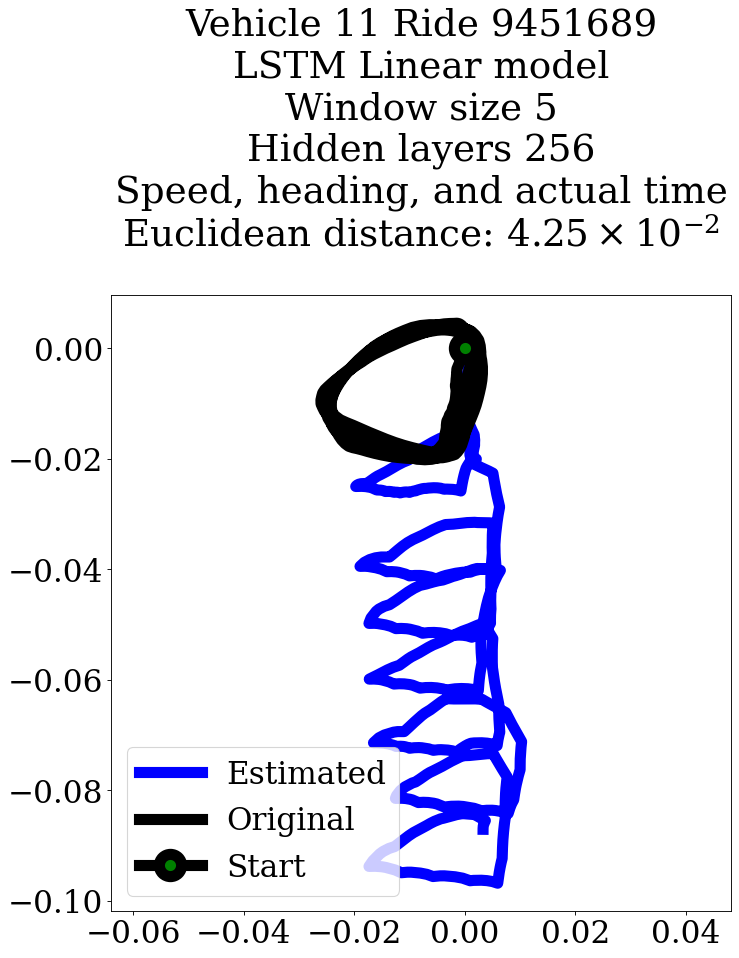 Vehicle 11 Ride 9451689
LSTM Linear model
Window size 5
Hidden layers 256
Speed, heading, and actual time
Euclidean distance: 4.25 × 10⁻²
0.00
−0.02
−0.04
−0.06
−0.08
−0.10
Estimated
Original
Start
−0.06 −0.04 −0.02 0.00 0.02 0.04